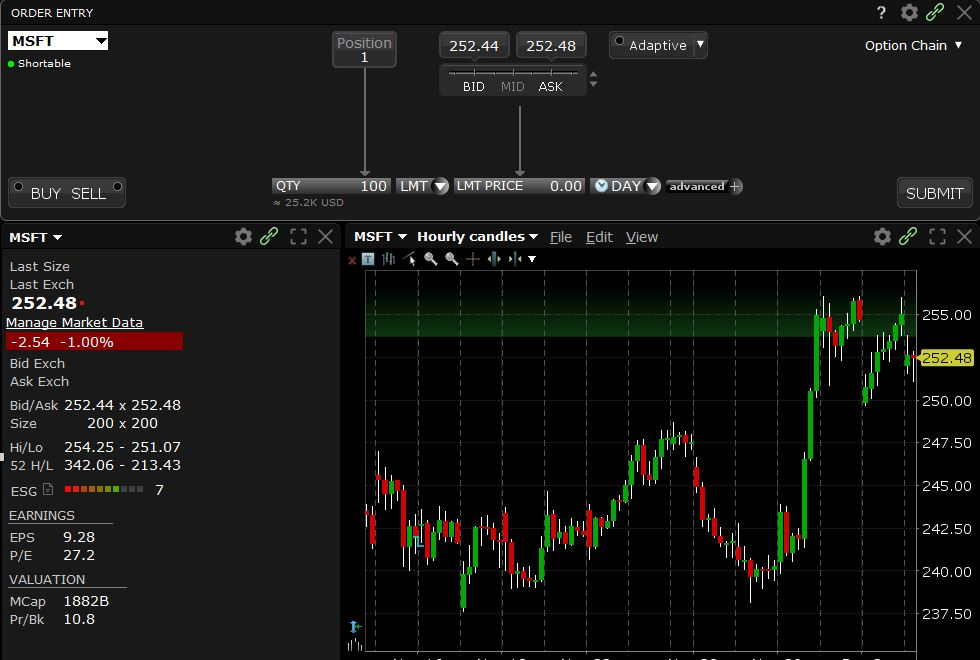 ORDER ENTRY ?
MSFT
Shortable
Position
1
252.44 252.48
BID MID ASK
Adaptive
Option Chain
BUY SELL
QTY 100 LMT LMT PRICE 0.00 DAY advanced + SUBMIT
≈ 25.2K USD
MSFT
Last Size
Last Exch
252.48
Manage Market Data
-2.54 -1.00%
Bid Exch
Ask Exch
Bid/Ask 252.44 x 252.48
Size 200 x 200
Hi/Lo 254.25 - 251.07
52 H/L 342.06 - 213.43
ESG 7
EARNINGS
EPS 9.28
P/E 27.2
VALUATION
MCap 1882B
Pr/Bk 10.8
MSFT Hourly candles File Edit View
T
255.00
252.48
250.00
247.50
245.00
242.50
240.00
237.50